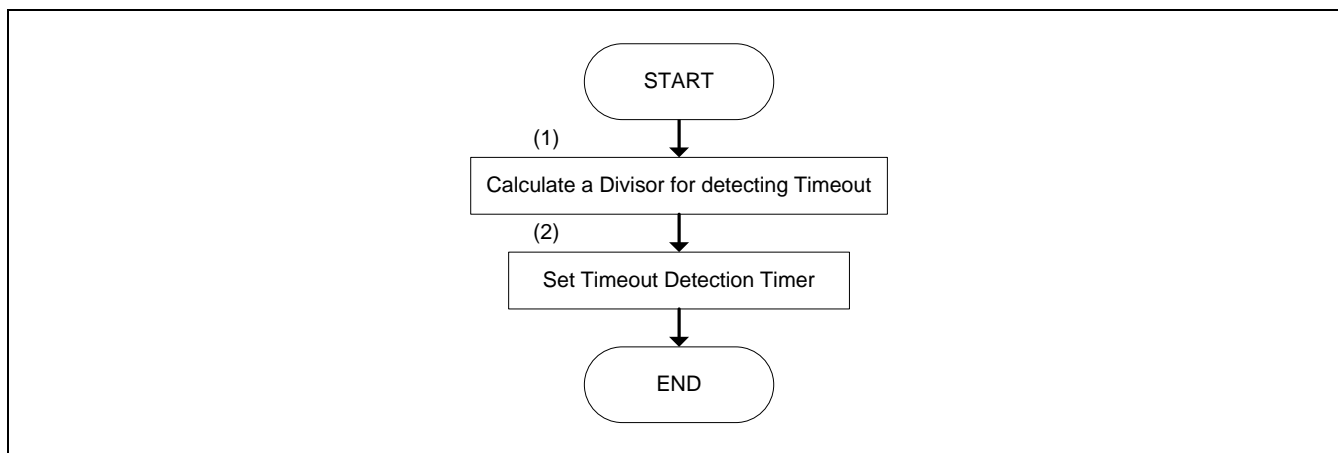 START
(1)
Calculate a Divisor for detecting Timeout
(2)
Set Timeout Detection Timer
END